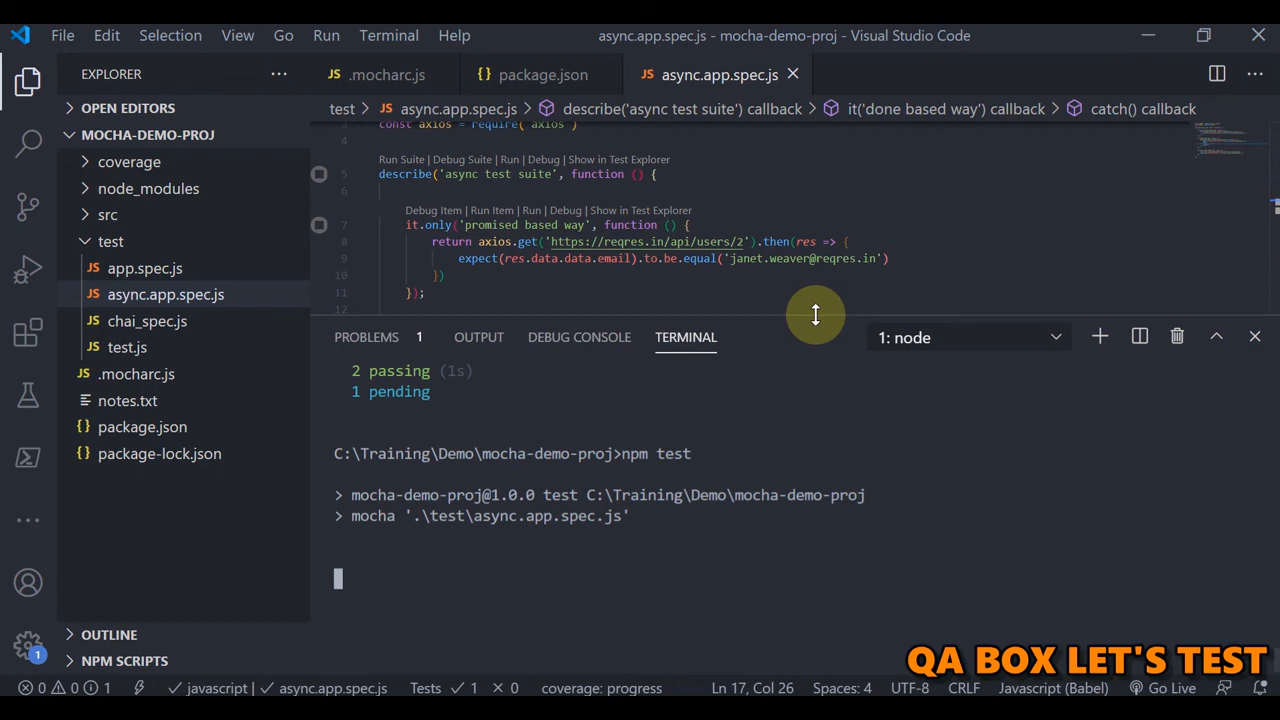 File Edit Selection View Go Run Terminal Help async.app.spec.js - mocha-demo-proj - Visual Studio Code
EXPLORER
JS .mocharc.js
{} package.json
JS async.app.spec.js
OPEN EDITORS
MOCHA-DEMO-PROJ
coverage
node_modules
src
test
JS app.spec.js
JS async.app.spec.js
JS chai_spec.js
JS test.js
JS .mocharc.js
notes.txt
{} package.json
{} package-lock.json
OUTLINE
NPM SCRIPTS
test > JS async.app.spec.js > describe('async test suite') callback > it('done based way') callback > catch() callback
3 const axios = require('axios')
4
Run Suite | Debug Suite | Run | Debug | Show in Test Explorer
5 describe('async test suite', function () {
6
Debug Item | Run Item | Run | Debug | Show in Test Explorer
7 it.only('promised based way', function () {
8 return axios.get('https://reqres.in/api/users/2').then(res => {
9 expect(res.data.data.email).to.be.equal('janet.weaver@reqres.in')
10 })
11 });
12
PROBLEMS 1 OUTPUT DEBUG CONSOLE TERMINAL 1: node
2 passing (1s)
1 pending
C:\Training\Demo\mocha-demo-proj>npm test
> mocha-demo-proj@1.0.0 test C:\Training\Demo\mocha-demo-proj
> mocha '.\test\async.app.spec.js'
QA BOX LET'S TEST
1
0 0 1 javascript | async.app.spec.js Tests 1 0 coverage: progress Ln 17, Col 26 Spaces: 4 UTF-8 CRLF Javascript (Babel) Go Live